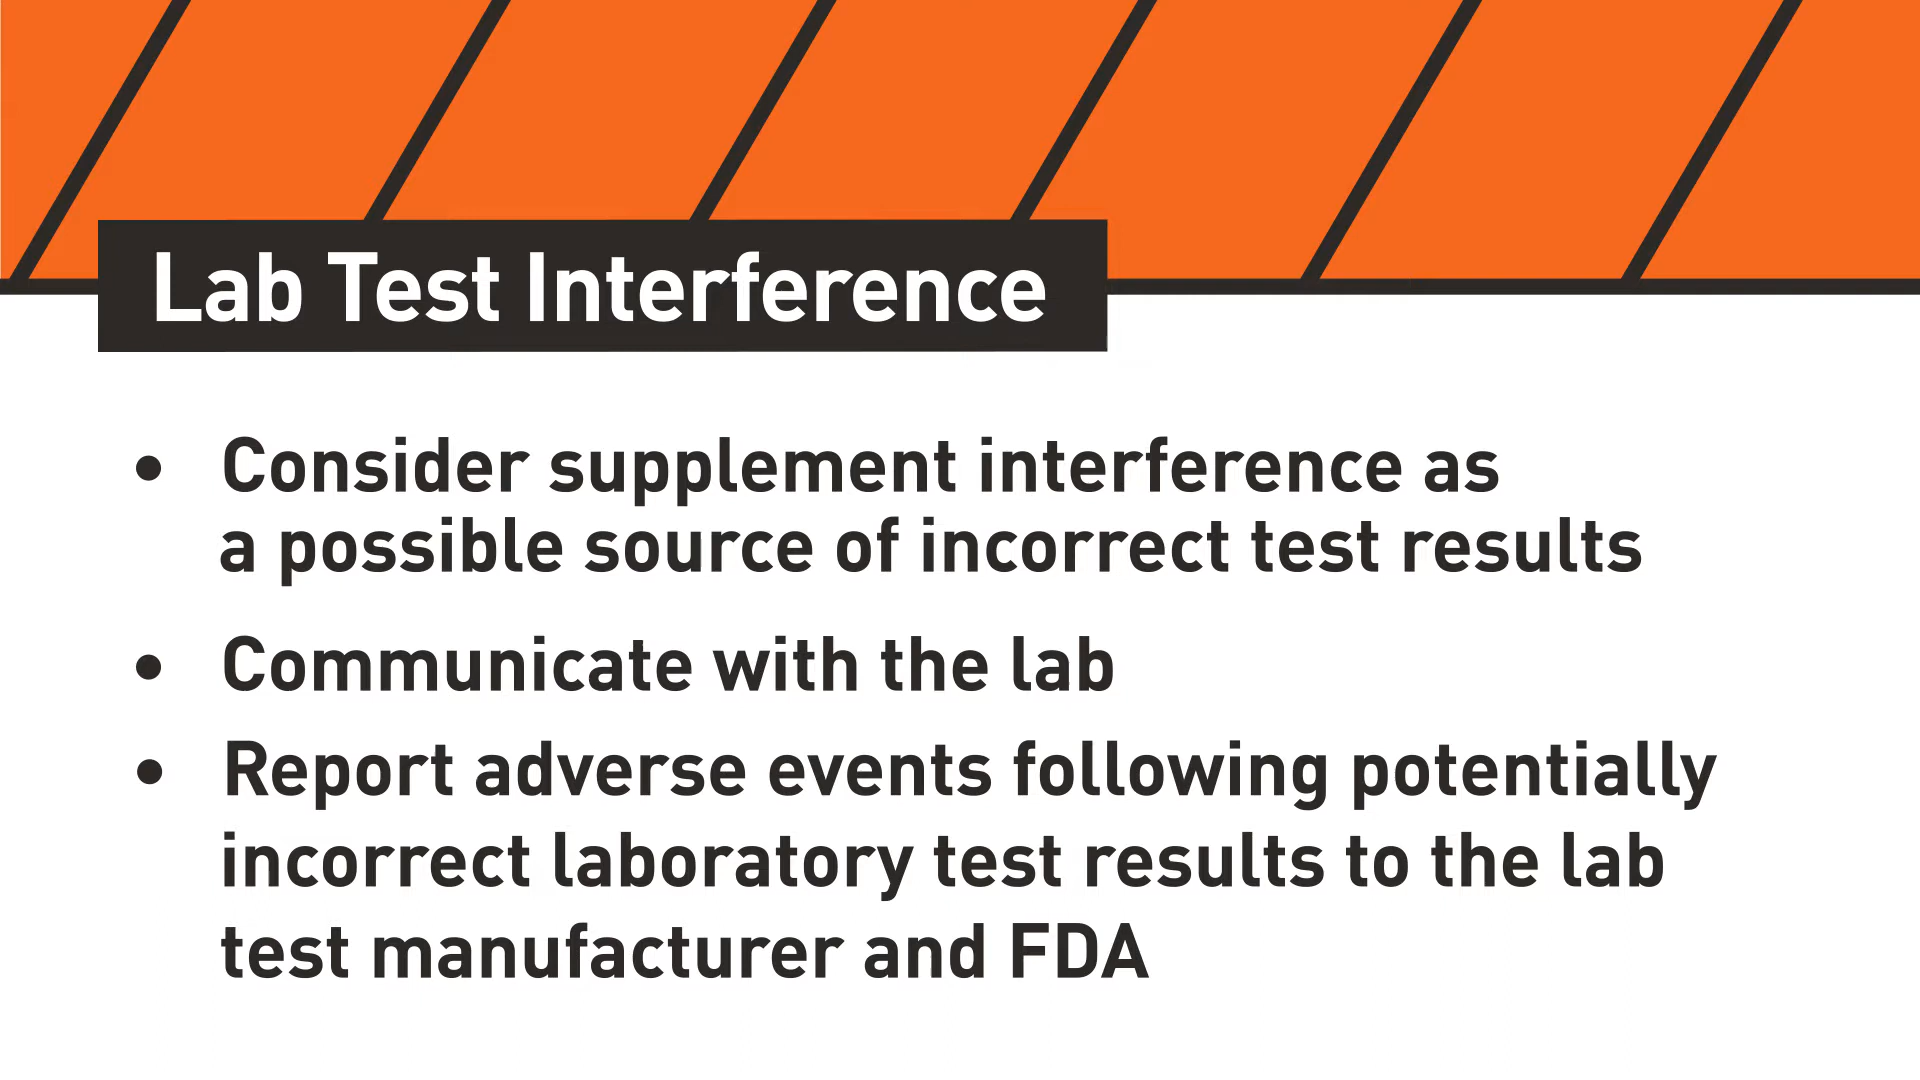 Lab Test Interference
• Consider supplement interference as
a possible source of incorrect test results
• Communicate with the lab
• Report adverse events following potentially
incorrect laboratory test results to the lab
test manufacturer and FDA